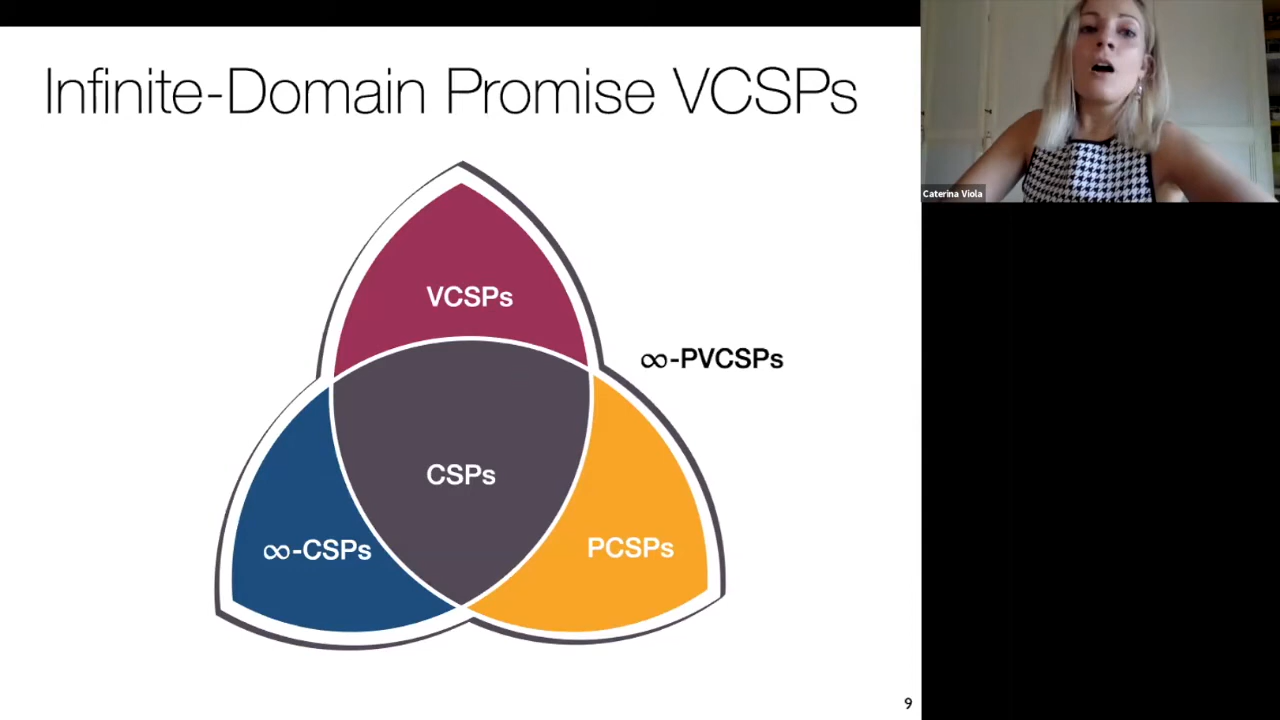 Infinite-Domain Promise VCSPs
VCSPs
∞-PVCSPs
CSPs
∞-CSPs
PCSPs
9
Caterina Viola